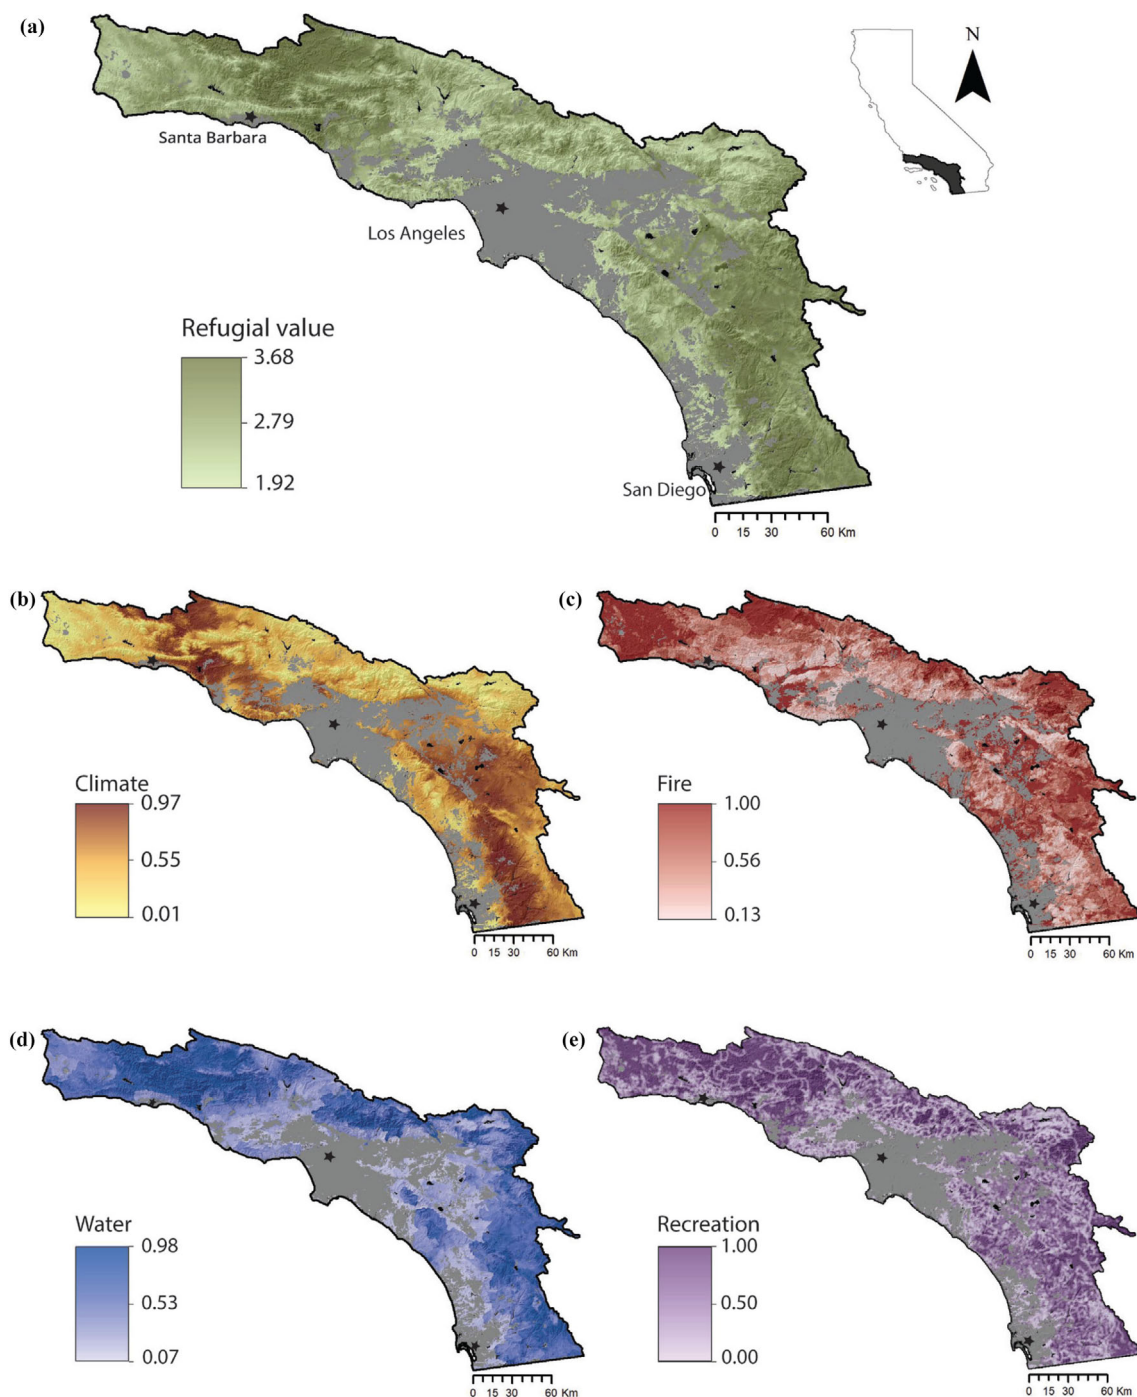 (a)
N
Santa Barbara
Los Angeles
Refugial value
3.68
2.79
1.92
San Diego
0 15 30 60 Km
(b)
(c)
Climate
0.97
0.55
0.01
0 15 30 60 Km
Fire
1.00
0.56
0.13
0 15 30 60 Km
(d)
(e)
Water
0.98
0.53
0.07
0 15 30 60 Km
Recreation
1.00
0.50
0.00
0 15 30 60 Km